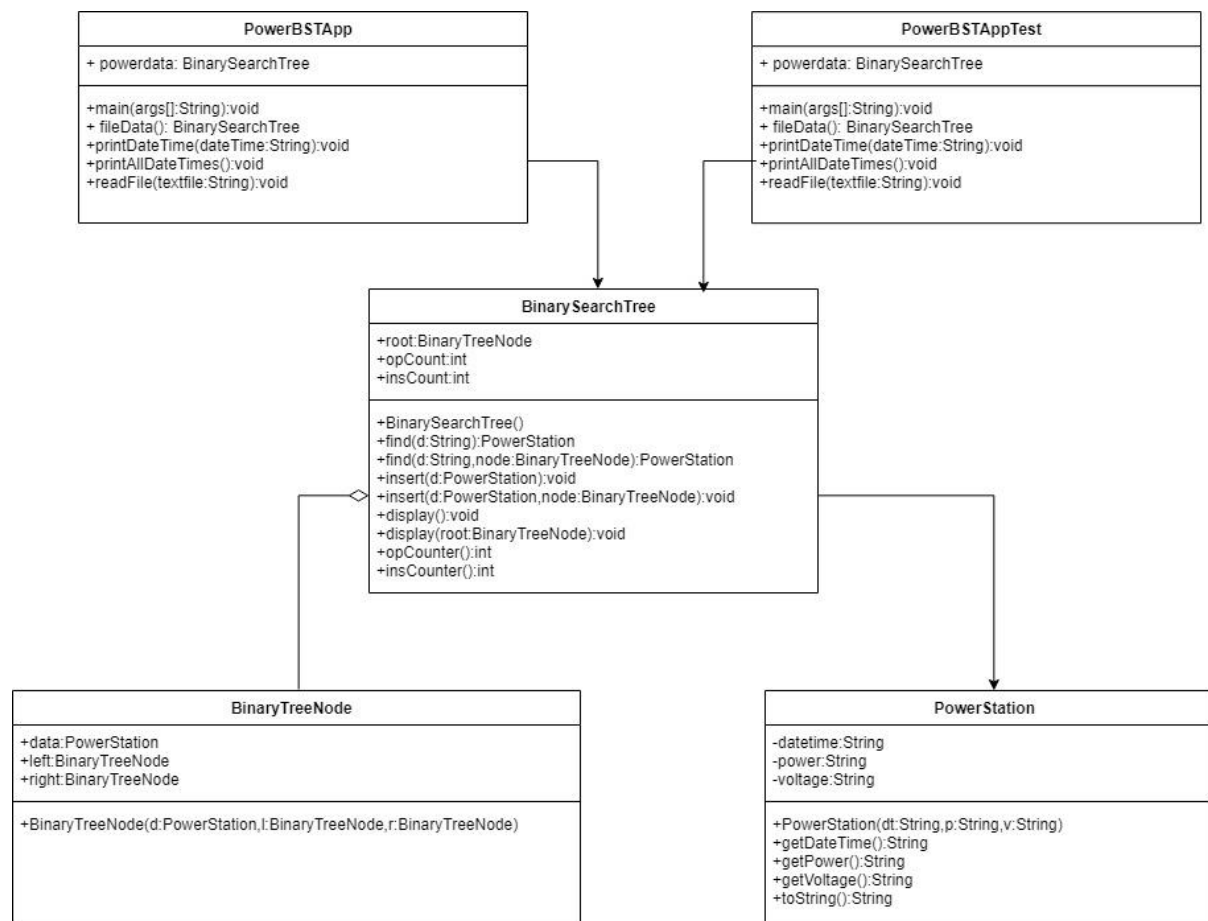 PowerBSTApp
+ powerdata: BinarySearchTree
+main(args[]:String):void
+ fileData(): BinarySearchTree
+printDateTime(dateTime:String):void
+printAllDateTimes():void
+readFile(textfile:String):void
PowerBSTAppTest
+ powerdata: BinarySearchTree
+main(args[]:String):void
+ fileData(): BinarySearchTree
+printDateTime(dateTime:String):void
+printAllDateTimes():void
+readFile(textfile:String):void
BinarySearchTree
+root:BinaryTreeNode
+opCount:int
+insCount:int
+BinarySearchTree()
+find(d:String):PowerStation
+find(d:String,node:BinaryTreeNode):PowerStation
+insert(d:PowerStation):void
+insert(d:PowerStation,node:BinaryTreeNode):void
+display():void
+display(root:BinaryTreeNode):void
+opCounter():int
+insCounter():int
BinaryTreeNode
+data:PowerStation
+left:BinaryTreeNode
+right:BinaryTreeNode
+BinaryTreeNode(d:PowerStation,l:BinaryTreeNode,r:BinaryTreeNode)
PowerStation
-datetime:String
-power:String
-voltage:String
+PowerStation(dt:String,p:String,v:String)
+getDateTime():String
+getPower():String
+getVoltage():String
+toString():String